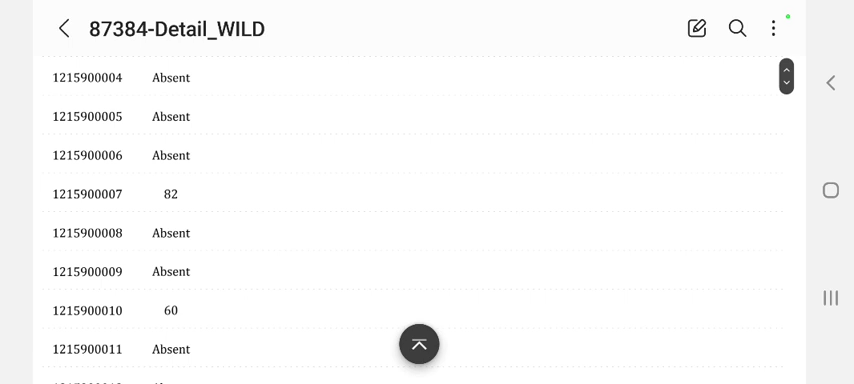 87384-Detail_WILD
1215900004 Absent
1215900005 Absent
1215900006 Absent
1215900007 82
1215900008 Absent
1215900009 Absent
1215900010 60
1215900011 Absent